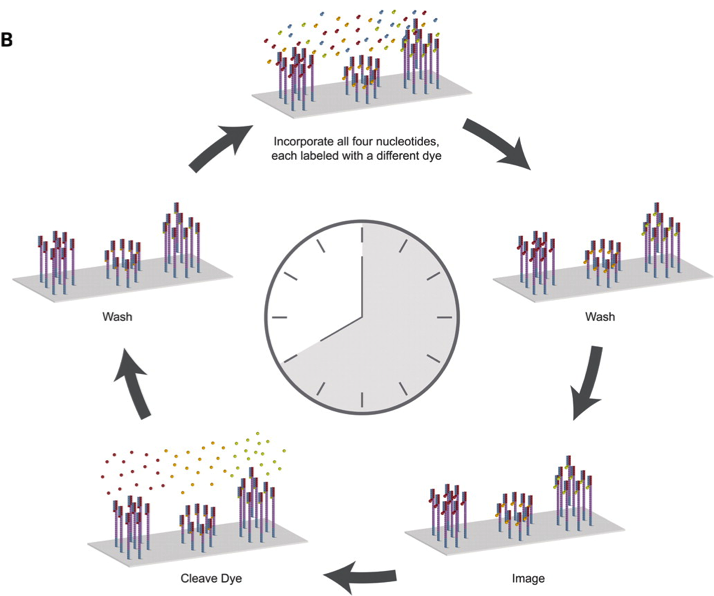 B
Incorporate all four nucleotides,
each labeled with a different dye
Wash
Wash
Cleave Dye
Image